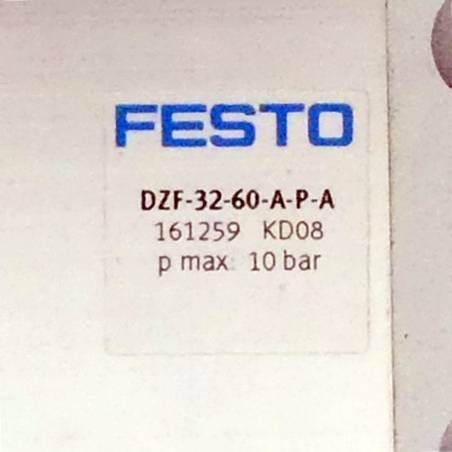 FESTO
DZF-32-60-A-P-A
161259 KD08
p max: 10 bar